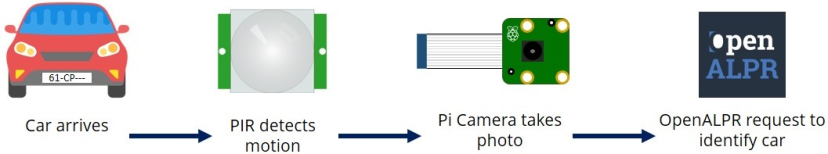 61-CP---
open
ALPR
Car arrives
PIR detects
motion
Pi Camera takes
photo
OpenALPR request to
identify car